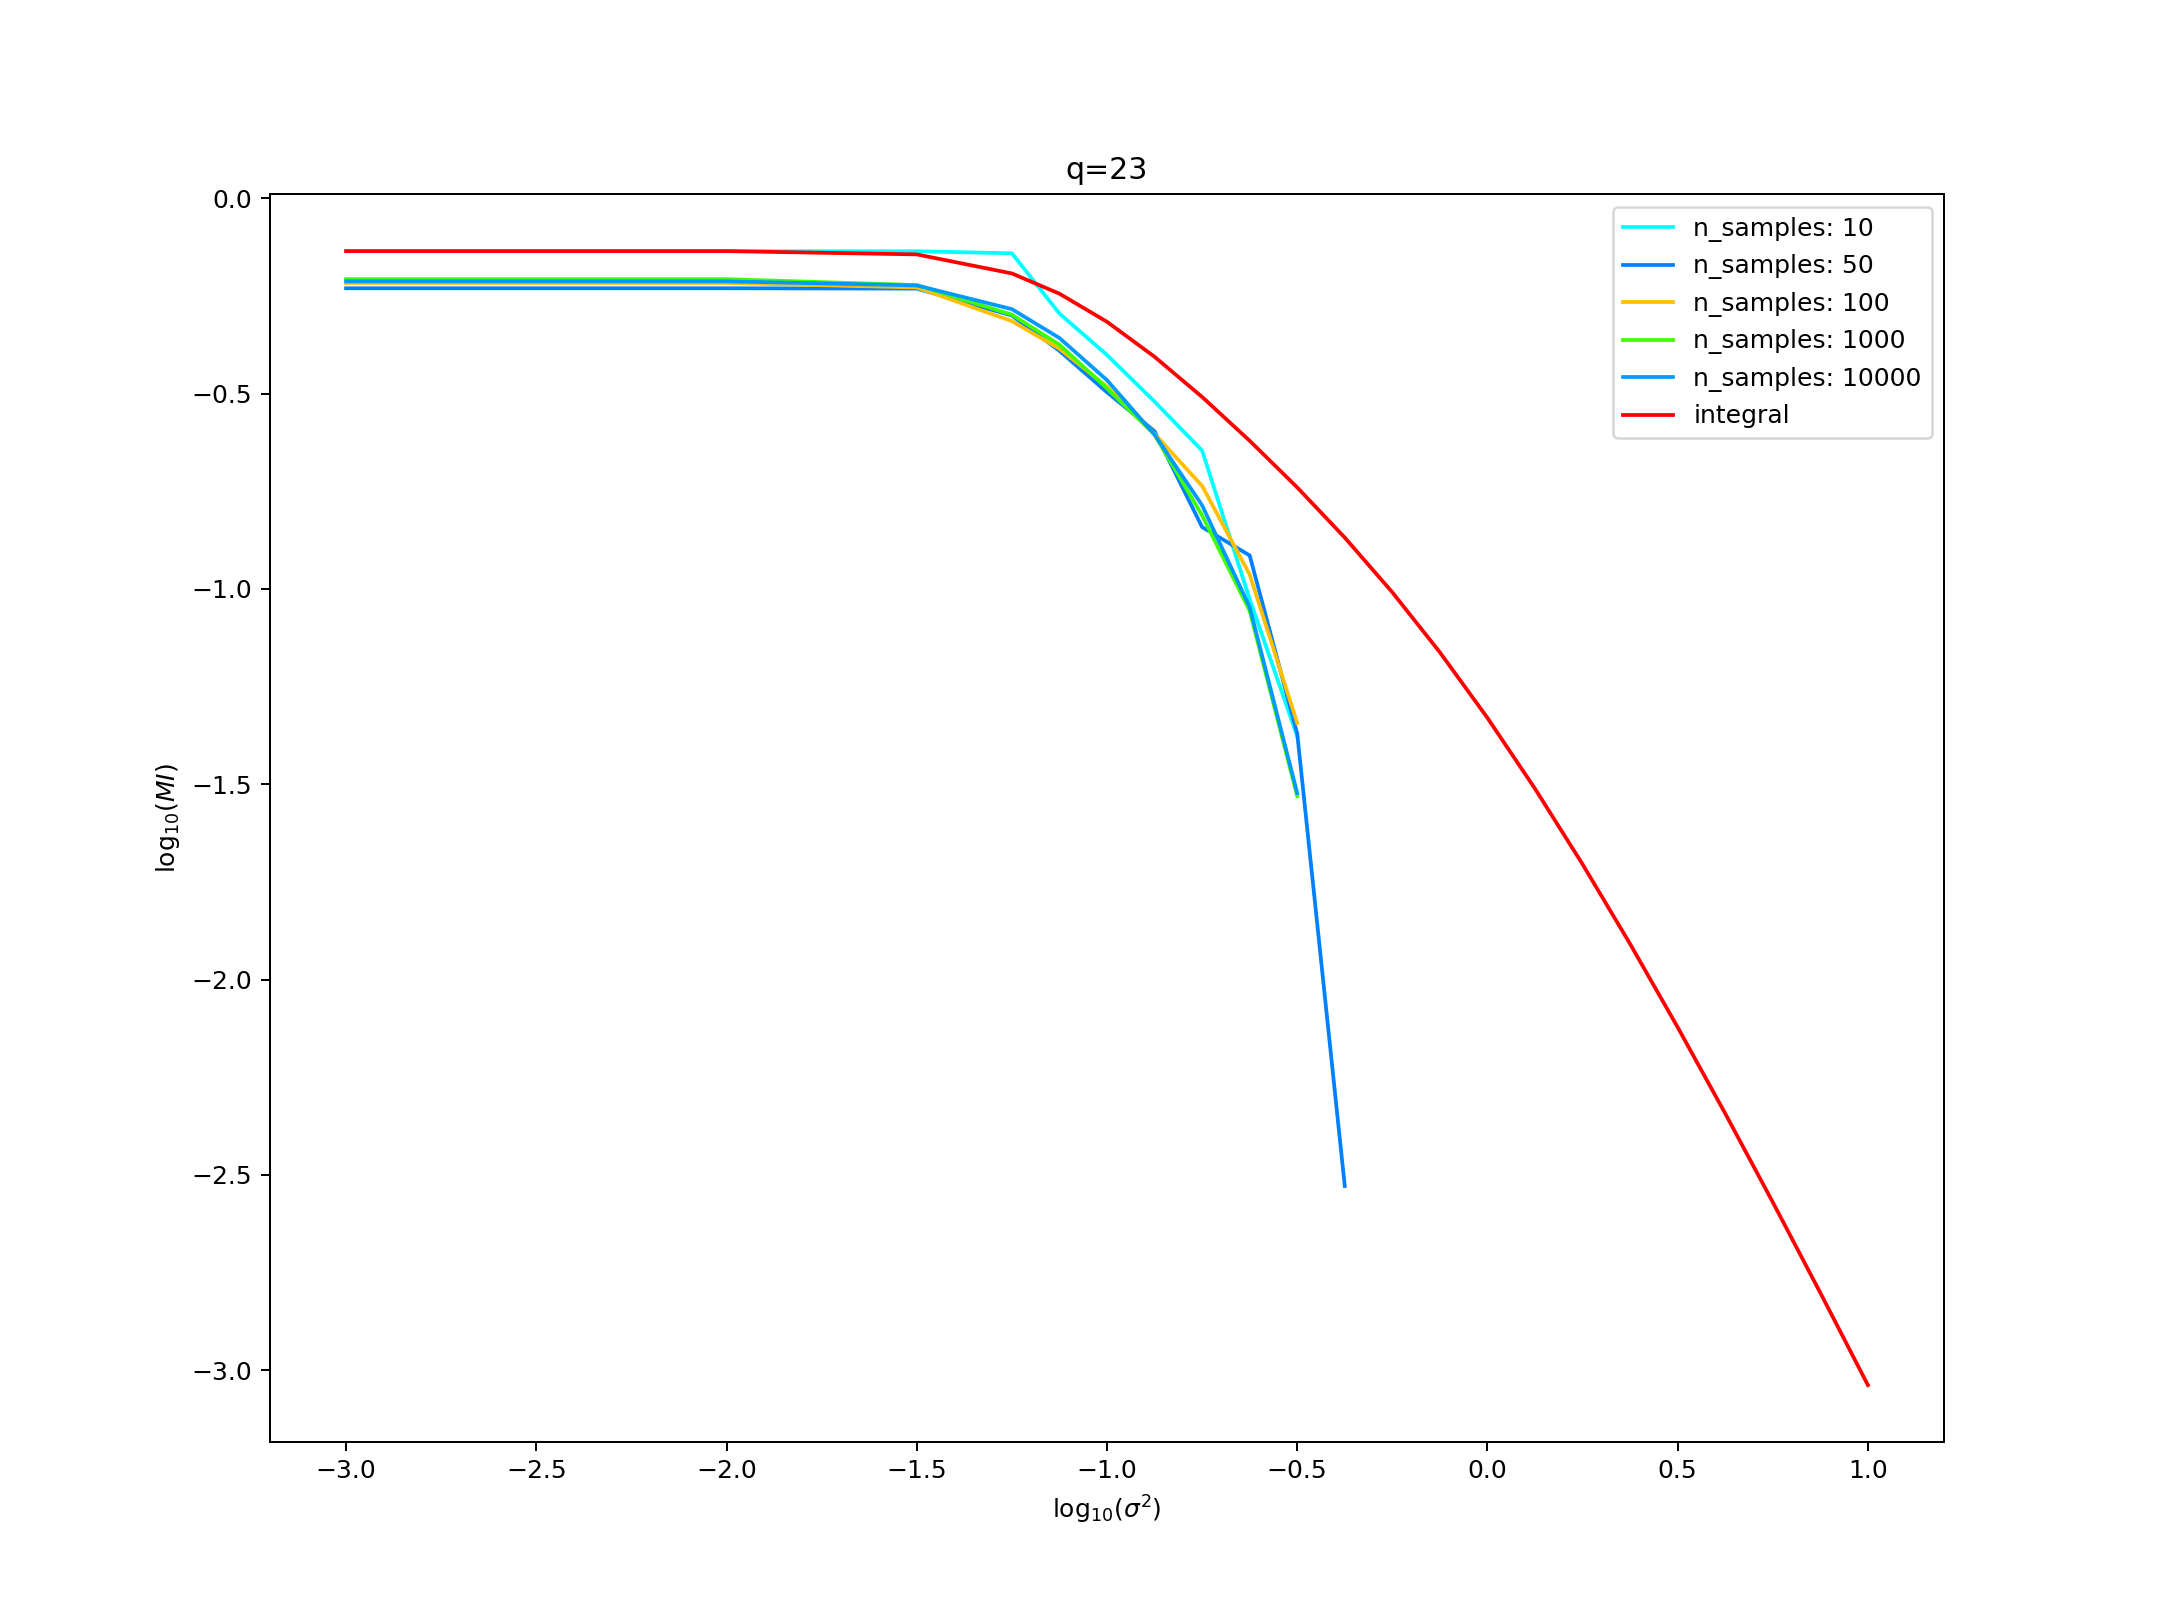 q=23
0.0
−0.5
−1.0
−1.5
−2.0
−2.5
−3.0
log₁₀(MI)
n_samples: 10
n_samples: 50
n_samples: 100
n_samples: 1000
n_samples: 10000
integral
−3.0 −2.5 −2.0 −1.5 −1.0 −0.5 0.0 0.5 1.0
log₁₀(σ²)